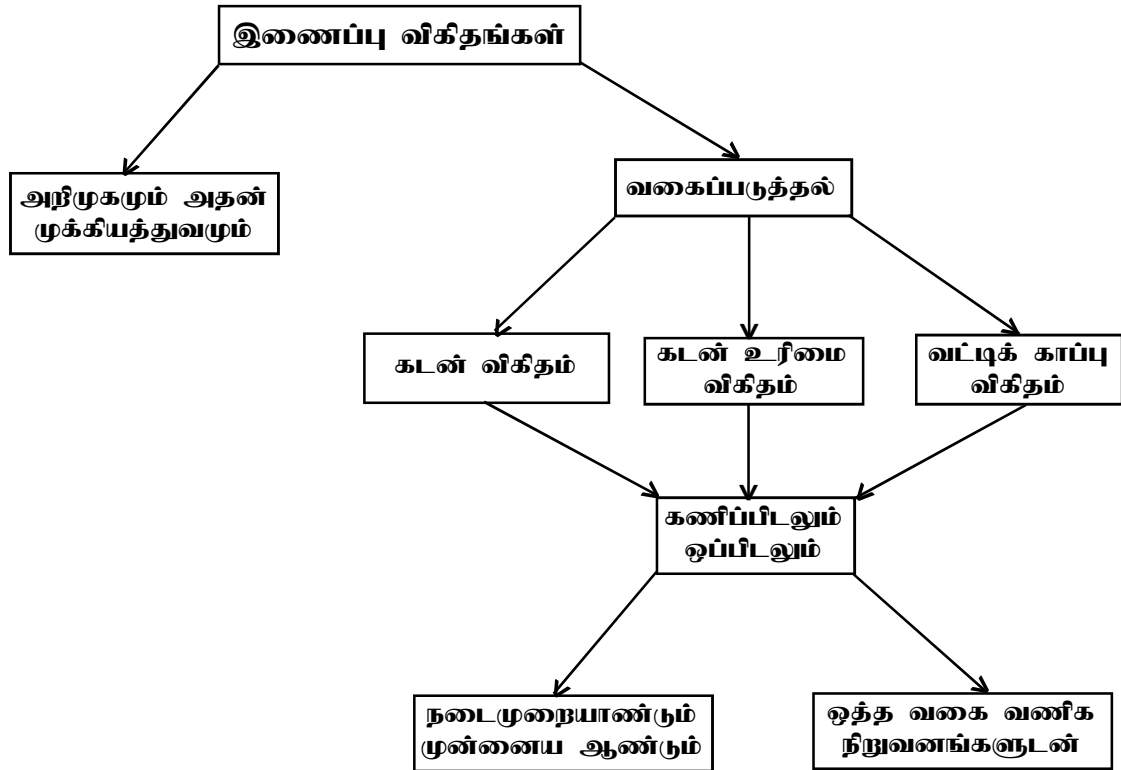 இணைப்பு விகிதங்கள்
அறிமுகமும் அதன்
முக்கியத்துவமும்
வகைப்படுத்தல்
கடன் விகிதம்
கடன் உரிமை
விகிதம்
வட்டிக் காப்பு
விகிதம்
கணிப்பிடலும்
ஒப்பிடலும்
நடைமுறையாண்டும்
முன்னைய ஆண்டும்
ஒத்த வகை வணிக
நிறுவனங்களுடன்